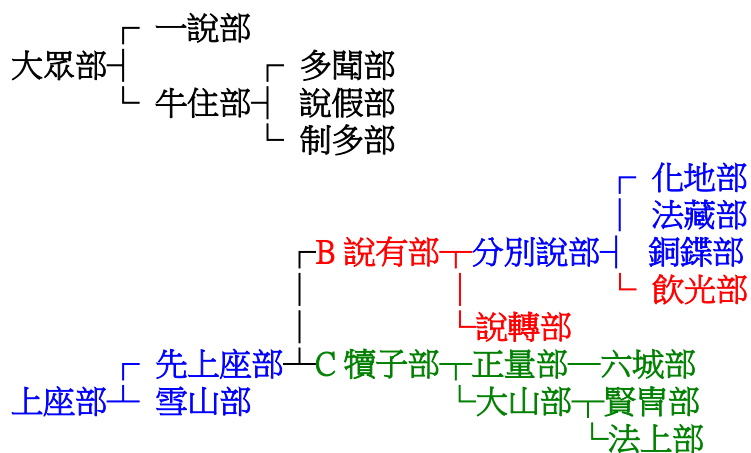 一說部
大眾部 多聞部
牛住部 說假部
制多部
化地部
法藏部
B 說有部 分別說部 銅鍱部
飲光部
說轉部
先上座部 C 犢子部 正量部 六城部
上座部 雪山部 大山部 賢冑部
法上部